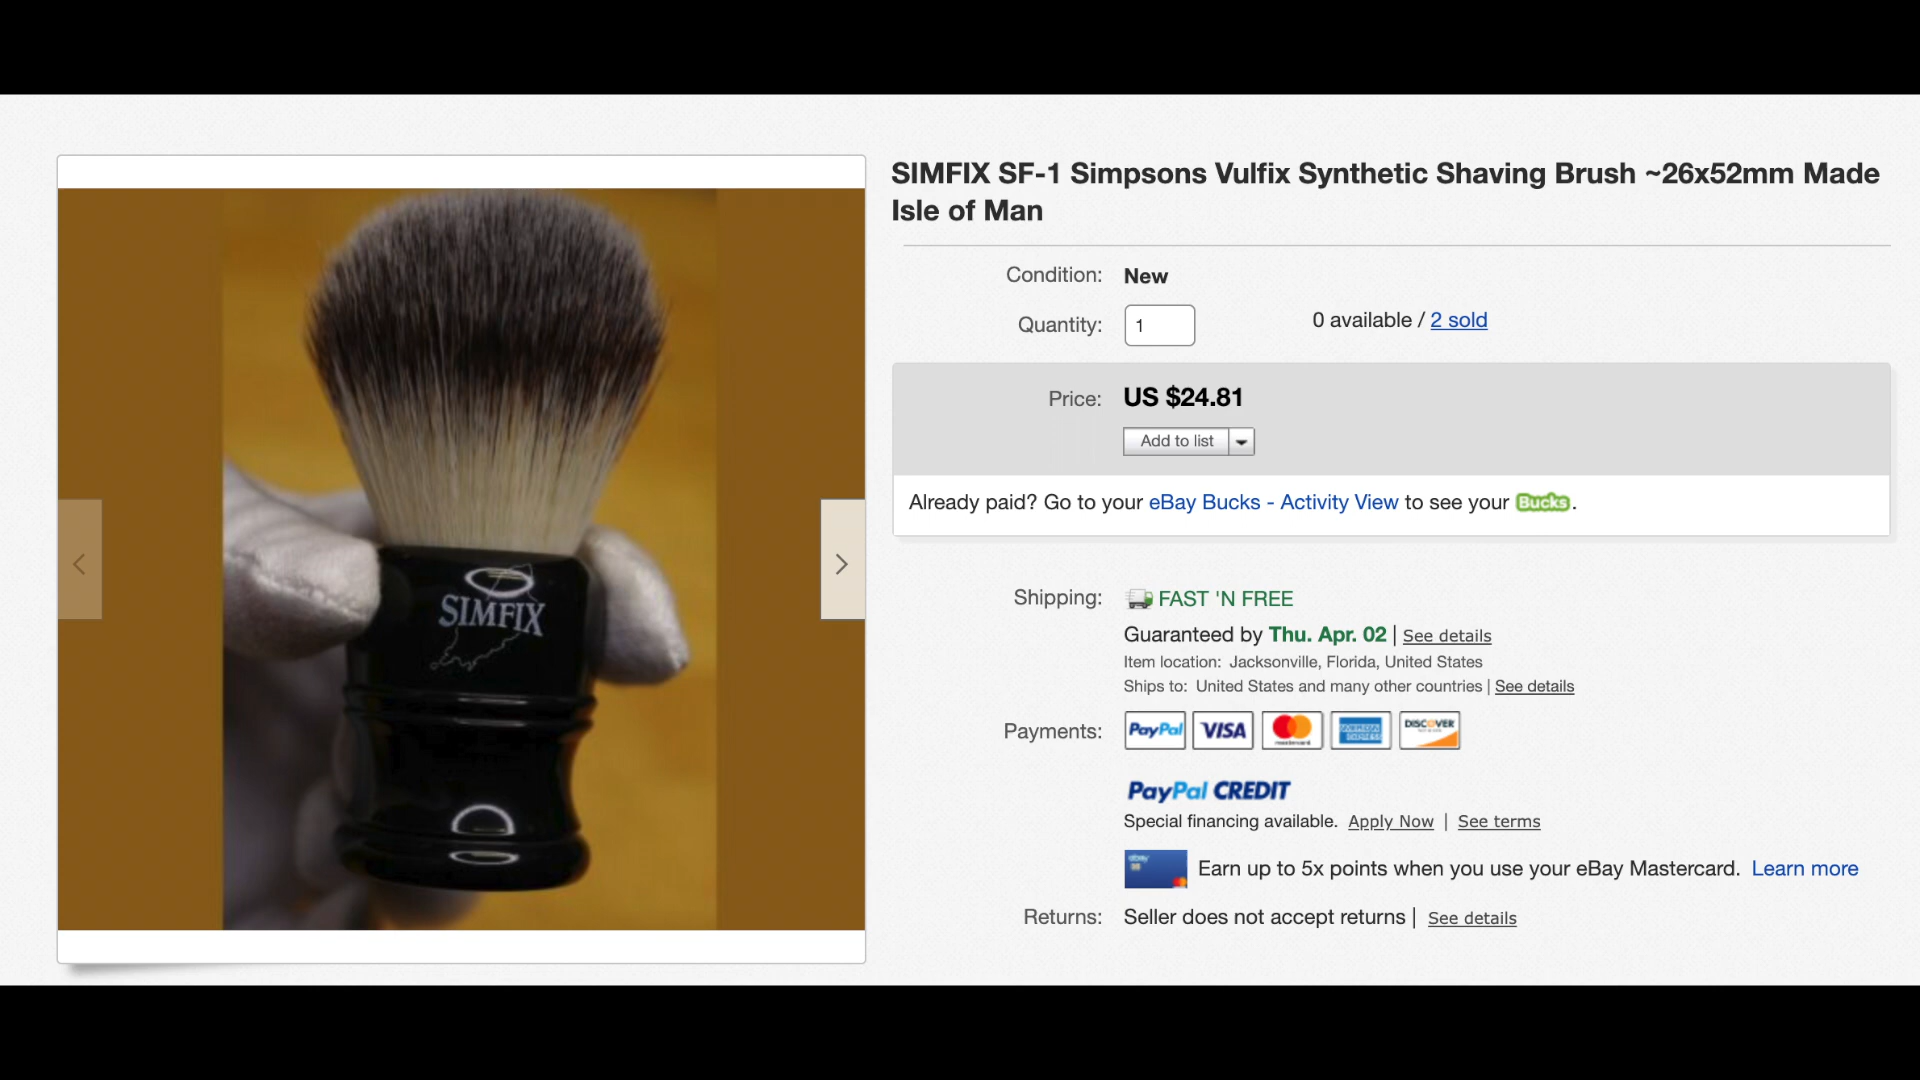 SIMFIX
SIMFIX SF-1 Simpsons Vulfix Synthetic Shaving Brush ~26x52mm Made
Isle of Man
Condition: New
Quantity: 1 0 available / 2 sold
Price: US $24.81
Add to list
Already paid? Go to your eBay Bucks - Activity View to see your Bucks.
Shipping: FAST 'N FREE
Guaranteed by Thu. Apr. 02 | See details
Item location: Jacksonville, Florida, United States
Ships to: United States and many other countries | See details
Payments: PayPal VISA mastercard AMERICAN EXPRESS DISCOVER
PayPal CREDIT
Special financing available. Apply Now | See terms
ebay
Earn up to 5x points when you use your eBay Mastercard. Learn more
Returns: Seller does not accept returns | See details